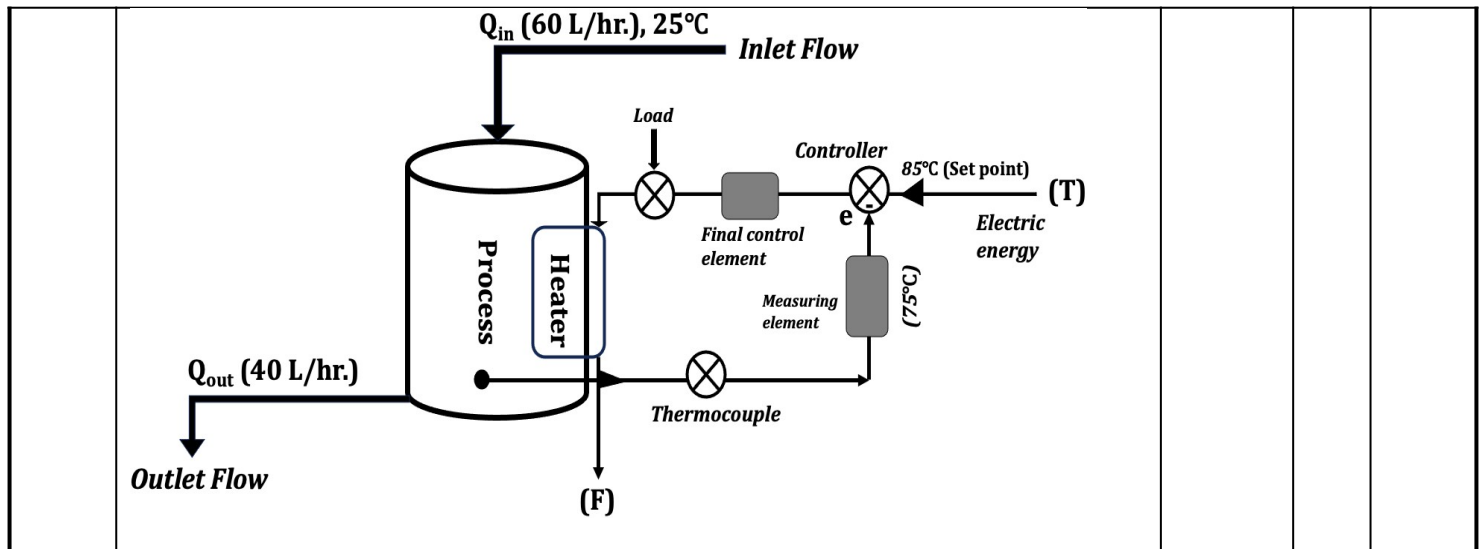 Qin (60 L/hr.), 25℃
Inlet Flow
Load
Controller
85℃ (Set point)
(T)
e
-
Electric
energy
Final control
element
Process
Heater
Measuring
element
(75℃)
Qout (40 L/hr.)
Thermocouple
Outlet Flow
(F)